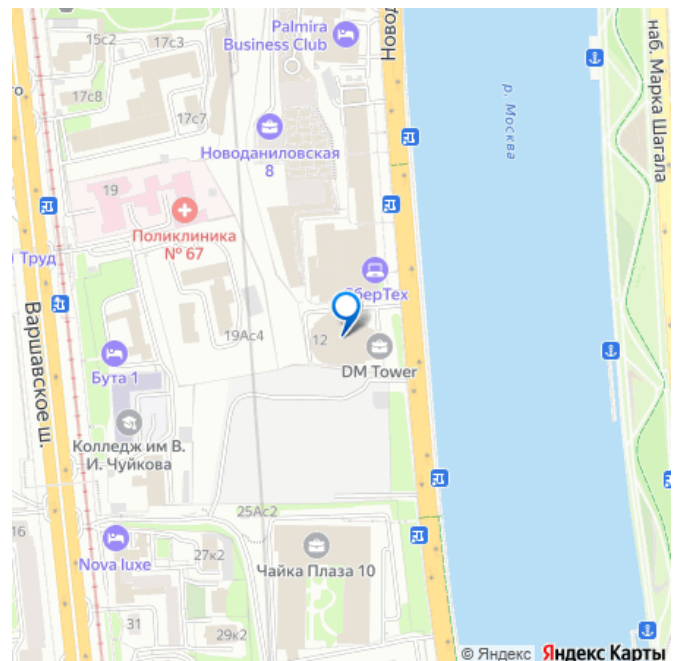 Palmira
Business Club
15с2
17с3
17с8
17с7
Новоданиловская
8
р. Москва
наб. Марка Шагала
19
Поликлиника
№ 67
Труд
СберТех
Варшавское ш.
19Ас4
12
DM Tower
Бута 1
Колледж им В.
И. Чуйкова
25Ас2
16
Nova luxe
27к2
Чайка Плаза 10
31
29к2
© Яндекс Яндекс Карты